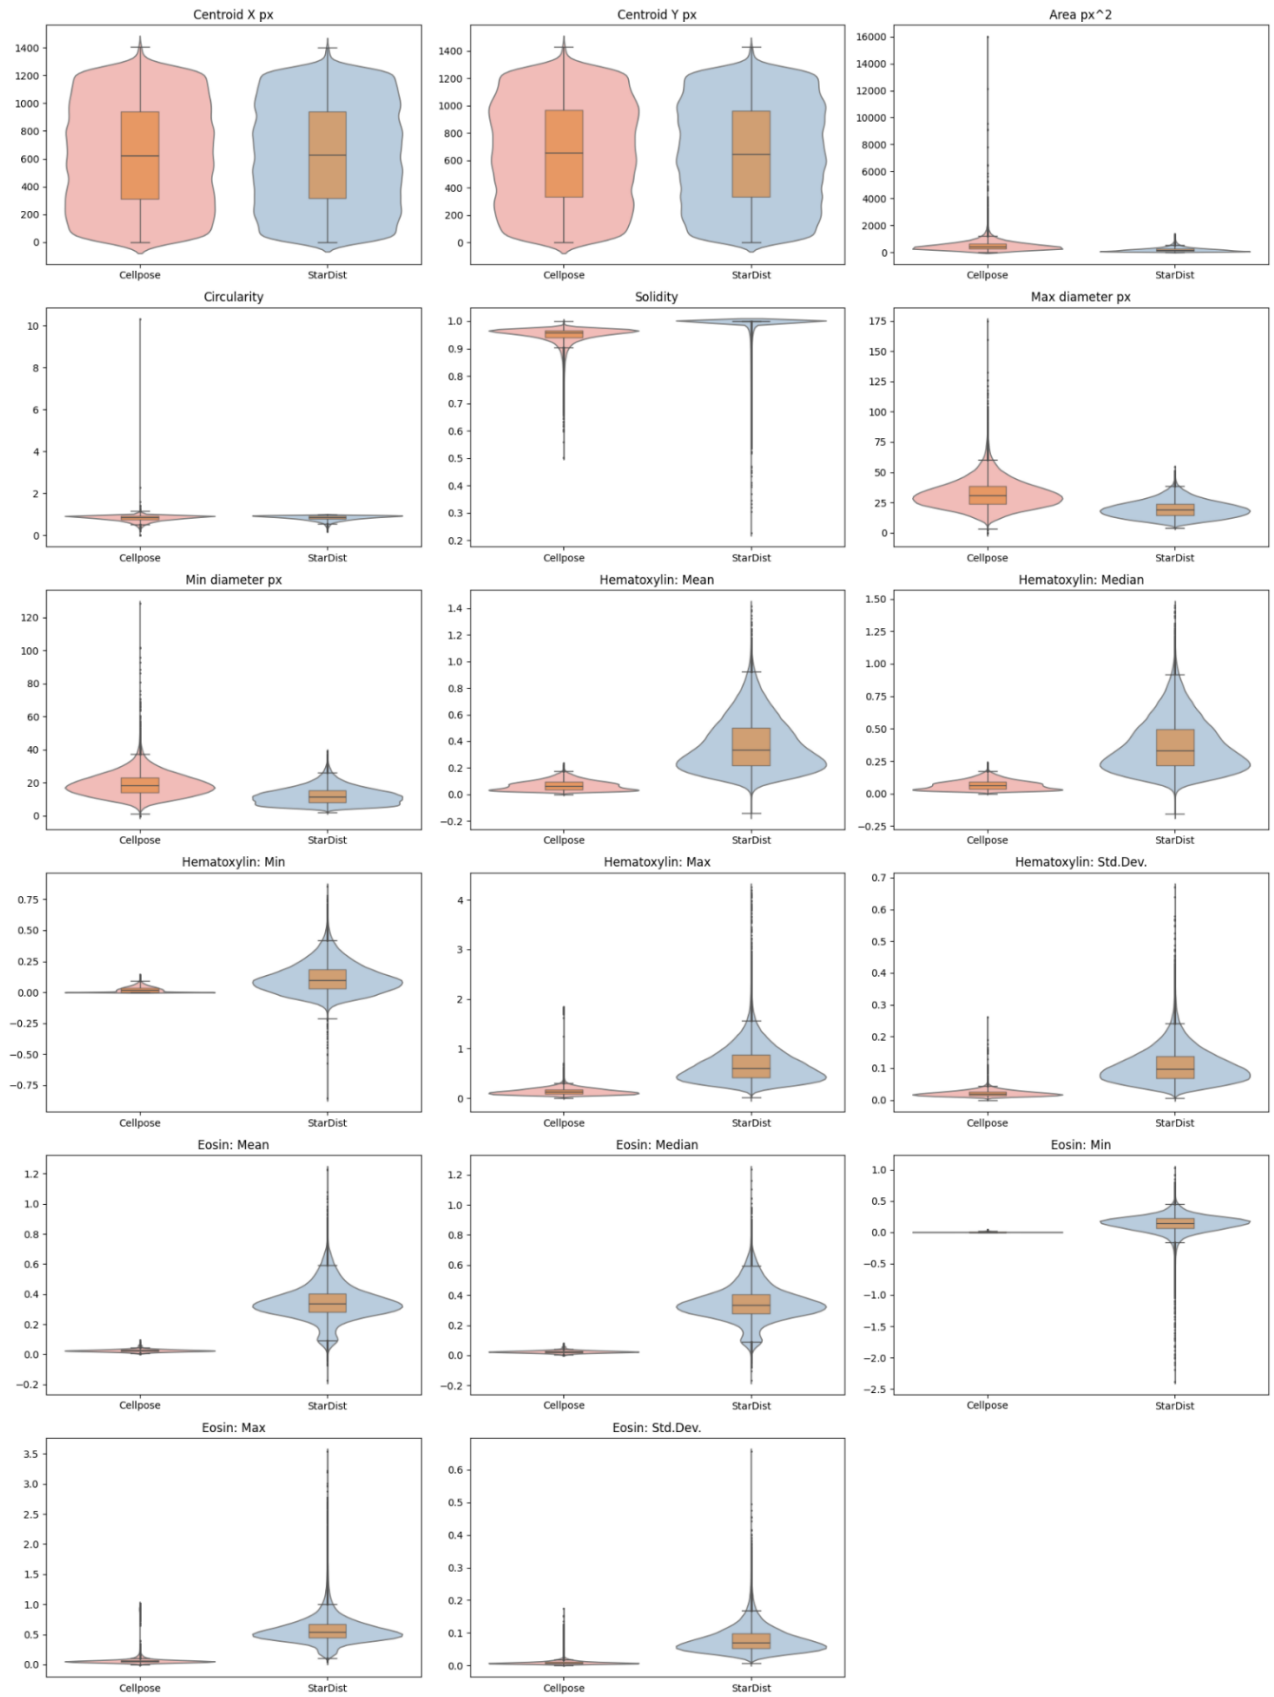 Centroid X px Centroid Y px Area px^2
1400 1400 16000
1200 1200 14000
1000 1000 12000
800 800 10000
600 600 8000
400 400 6000
200 200 4000
0 0 2000
0
Cellpose StarDist Cellpose StarDist Cellpose StarDist
Circularity Solidity Max diameter px
10 1.0 175
8 0.9 150
6 0.8 125
4 0.7 100
2 0.6 75
0 0.5 50
0.4 25
0.3 0
0.2
Cellpose StarDist Cellpose StarDist Cellpose StarDist
Min diameter px Hematoxylin: Mean Hematoxylin: Median
120 1.4 1.50
100 1.2 1.25
80 1.0 1.00
60 0.8 0.75
40 0.6 0.50
20 0.4 0.25
0 0.2 0.00
0.0 −0.25
−0.2
Cellpose StarDist Cellpose StarDist Cellpose StarDist
Hematoxylin: Min Hematoxylin: Max Hematoxylin: Std.Dev.
0.75 4 0.7
0.50 3 0.6
0.25 2 0.5
0.00 1 0.4
−0.25 0 0.3
−0.50 0.2
−0.75 0.1
0.0
Cellpose StarDist Cellpose StarDist Cellpose StarDist
Eosin: Mean Eosin: Median Eosin: Min
1.2 1.2 1.0
1.0 1.0 0.5
0.8 0.8 0.0
0.6 0.6 −0.5
0.4 0.4 −1.0
0.2 0.2 −1.5
0.0 0.0 −2.0
−0.2 −0.2 −2.5
Cellpose StarDist Cellpose StarDist Cellpose StarDist
Eosin: Max Eosin: Std.Dev.
3.5 0.6
3.0 0.5
2.5 0.4
2.0 0.3
1.5 0.2
1.0 0.1
0.5 0.0
0.0
Cellpose StarDist Cellpose StarDist